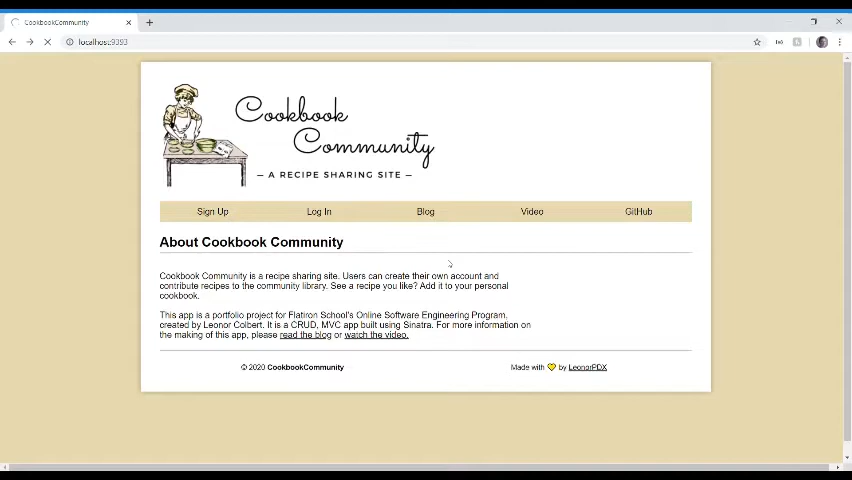 CookbookCommunity
localhost:9393
Cookbook
Community
— A RECIPE SHARING SITE —
Sign Up Log In Blog Video GitHub
About Cookbook Community
Cookbook Community is a recipe sharing site. Users can create their own account and
contribute recipes to the community library. See a recipe you like? Add it to your personal
cookbook.
This app is a portfolio project for Flatiron School's Online Software Engineering Program,
created by Leonor Colbert. It is a CRUD, MVC app built using Sinatra. For more information on
the making of this app, please read the blog or watch the video.
© 2020 CookbookCommunity Made with 💛 by LeonorPDX